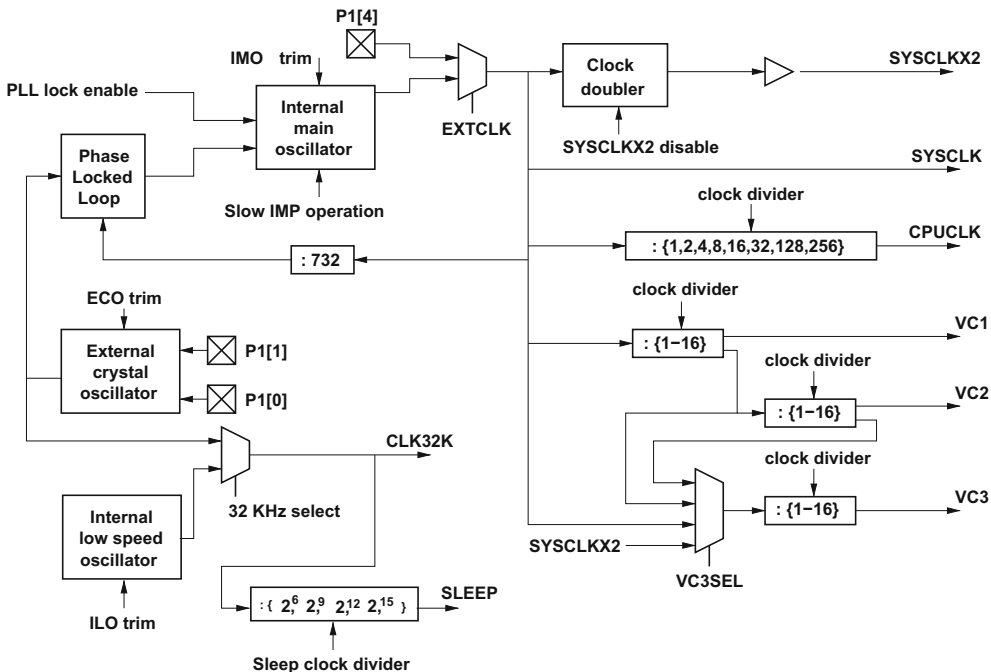 P1[4]
IMO trim
PLL lock enable
Internal
main
oscillator
EXTCLK
Clock
doubler
SYSCLKX2
SYSCLKX2 disable
Phase
Locked
Loop
Slow IMP operation
SYSCLK
clock divider
: {1,2,4,8,16,32,128,256}
CPUCLK
: 732
ECO trim
External
crystal
oscillator
P1[1]
P1[0]
clock divider
: {1−16}
VC1
clock divider
: {1−16}
VC2
CLK32K
32 KHz select
Internal
low speed
oscillator
ILO trim
clock divider
: {1−16}
VC3
SYSCLKX2
VC3SEL
: { 2,6 2,9 2,12 2,15 }
SLEEP
Sleep clock divider